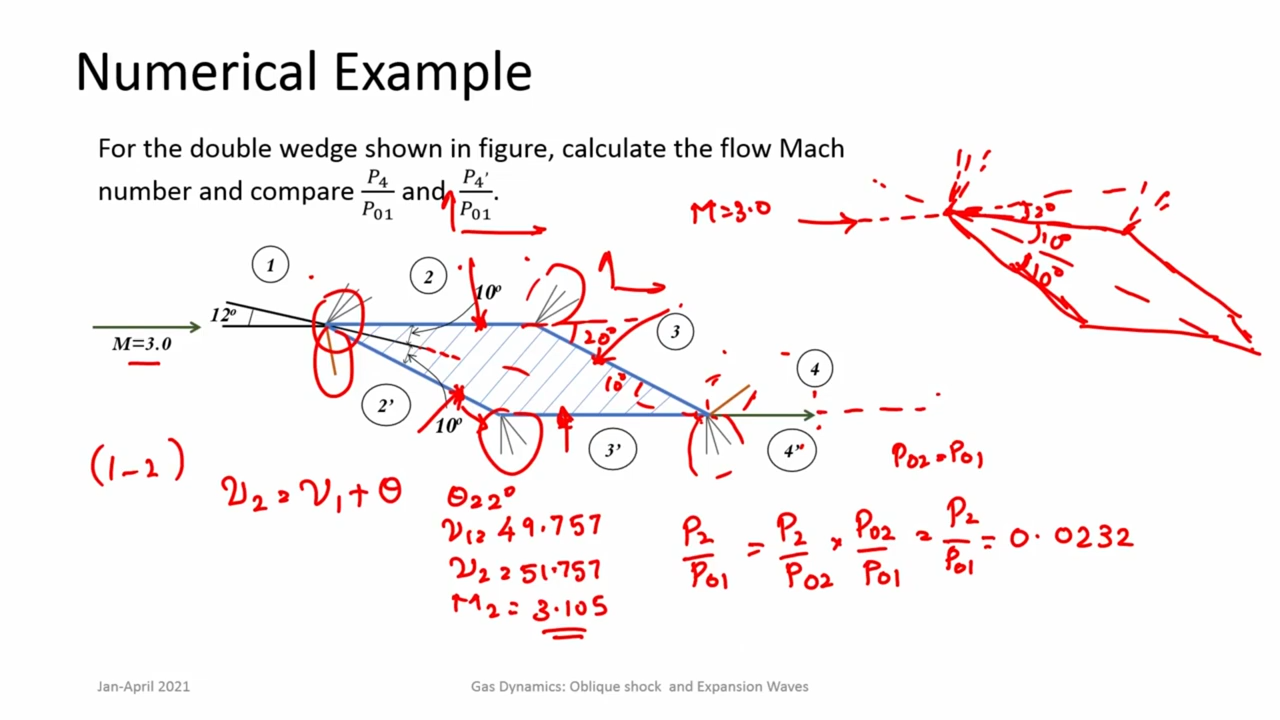 Numerical Example
For the double wedge shown in figure, calculate the flow Mach
number and compare P4/P01 and P4'/P01.
M=3.0
2°
10°
10°
1
2
10°
12°
M=3.0
20°
3
10°
4
2'
10°
3'
4'
P02 = P01
(1-2)
ν2 = ν1 + θ
θ = 2°
ν1 = 49.757
ν2 = 51.757
M2 = 3.105
P2/P01 = P2/P02 × P02/P01 = P2/P01 = 0.0232
Jan-April 2021
Gas Dynamics: Oblique shock and Expansion Waves